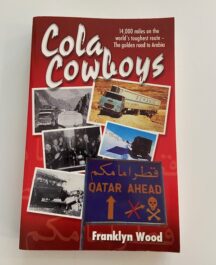 Cola
Cowboys
14,000 miles on the
world's toughest route –
The golden road to Arabia
قطر امامكم
QATAR AHEAD
Franklyn Wood